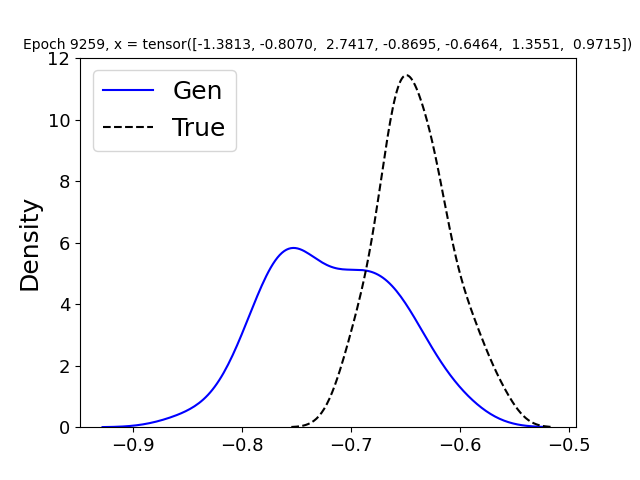 Epoch 9259, x = tensor([-1.3813, -0.8070,  2.7417, -0.8695, -0.6464,  1.3551,  0.9715])
Gen
True
Density
12
10
8
6
4
2
0
−0.9 −0.8 −0.7 −0.6 −0.5